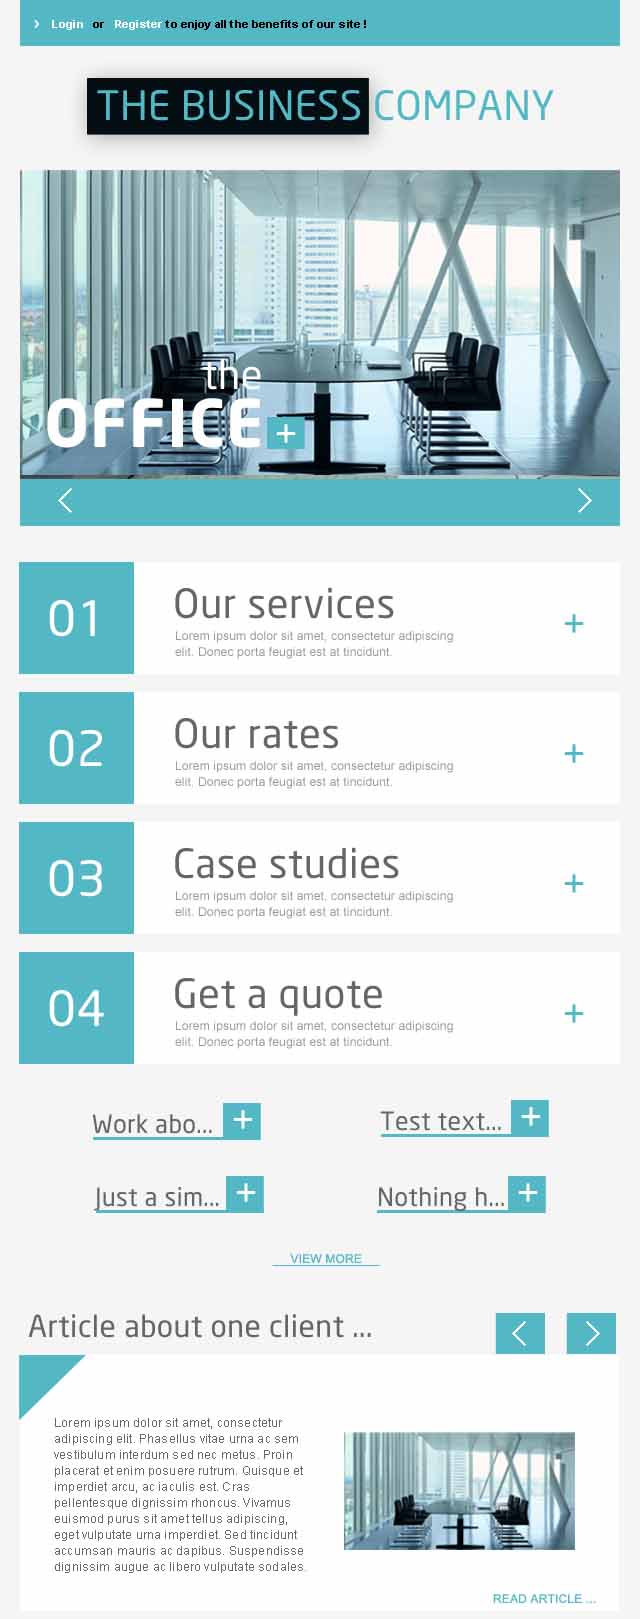 › Login or Register to enjoy all the benefits of our site !
THE BUSINESS COMPANY
the
OFFICE +
01
Our services
Lorem ipsum dolor sit amet, consectetur adipiscing
elit. Donec porta feugiat est at tincidunt.
+
02
Our rates
Lorem ipsum dolor sit amet, consectetur adipiscing
elit. Donec porta feugiat est at tincidunt.
+
03
Case studies
Lorem ipsum dolor sit amet, consectetur adipiscing
elit. Donec porta feugiat est at tincidunt.
+
04
Get a quote
Lorem ipsum dolor sit amet, consectetur adipiscing
elit. Donec porta feugiat est at tincidunt.
+
Work abo... +
Test text... +
Just a sim... +
Nothing h... +
VIEW MORE
Article about one client ...
Lorem ipsum dolor sit amet, consectetur
adipiscing elit. Phasellus vitae urna ac sem
vestibulum interdum sed nec metus. Proin
placerat et enim posuere rutrum. Quisque et
imperdiet arcu, ac iaculis est. Cras
pellentesque dignissim rhoncus. Vivamus
euismod purus sit amet tellus adipiscing,
eget vulputate urna imperdiet. Sed tincidunt
accumsan mauris ac dapibus. Suspendisse
dignissim augue ac libero vulputate sodales.
READ ARTICLE ...